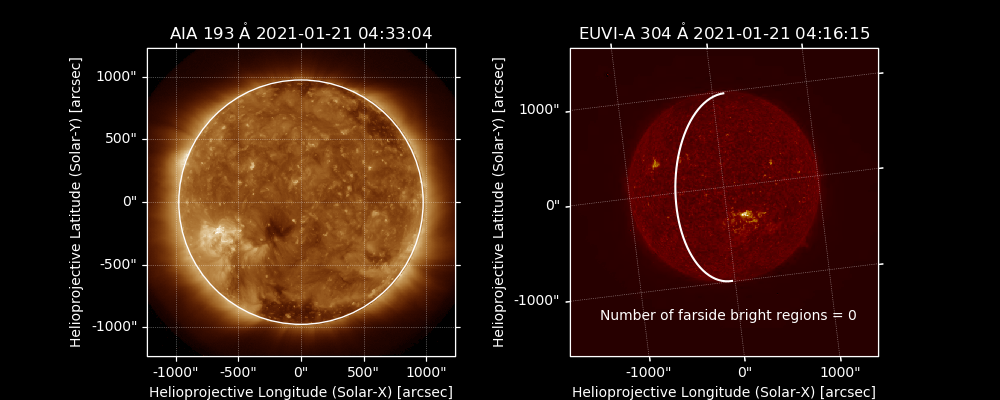 AIA 193 Å 2021-01-21 04:33:04
EUVI-A 304 Å 2021-01-21 04:16:15
Helioprojective Latitude (Solar-Y) [arcsec]
1000"
500"
0"
-500"
-1000"
-1000"
-500"
0"
500"
1000"
Helioprojective Longitude (Solar-X) [arcsec]
Helioprojective Latitude (Solar-Y) [arcsec]
1000"
0"
-1000"
Number of farside bright regions = 0
-1000"
0"
1000"
Helioprojective Longitude (Solar-X) [arcsec]